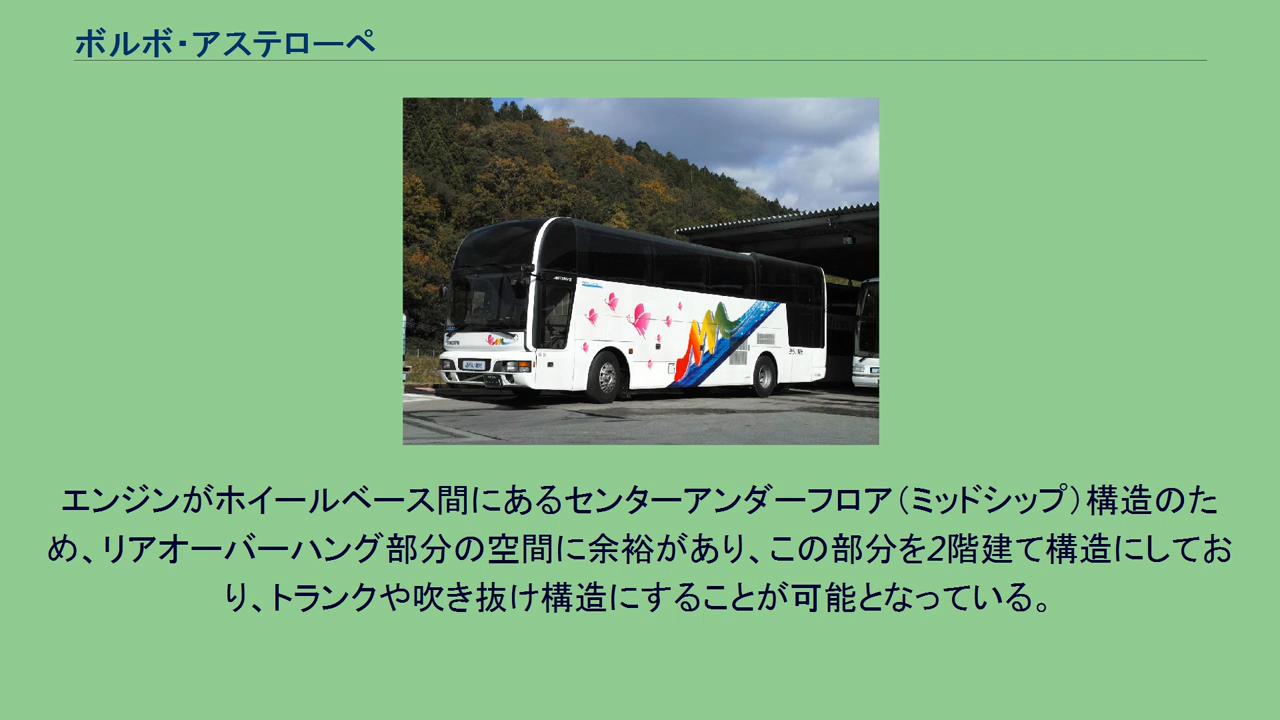 ボルボ・アステローペ
エンジンがホイールベース間にあるセンターアンダーフロア(ミッドシップ)構造のた
め、リアオーバーハング部分の空間に余裕があり、この部分を2階建て構造にしてお
り、トランクや吹き抜け構造にすることが可能となっている。